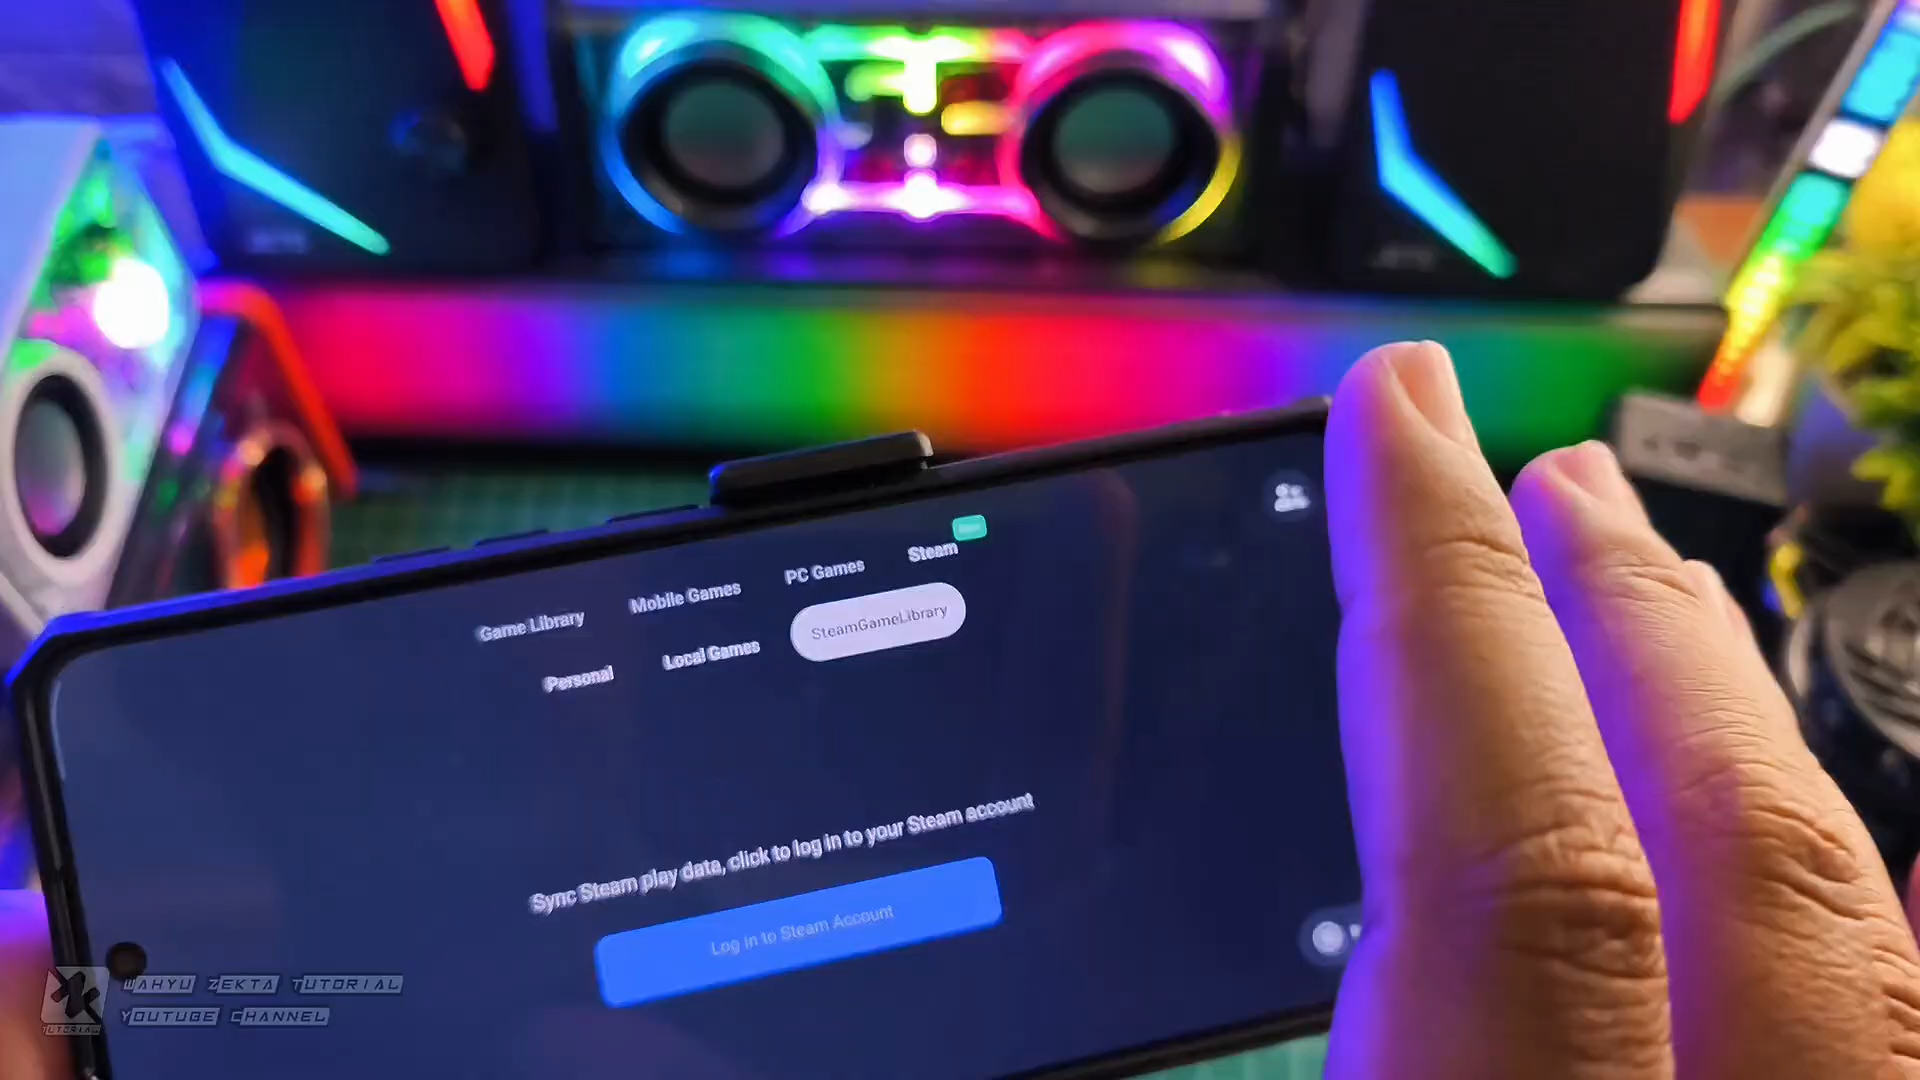 Game Library
Mobile Games
PC Games
Steam
Personal
Local Games
SteamGameLibrary
Sync Steam play data, click to log in to your Steam account
Log in to Steam Account
WAHYU ZEKTA TUTORIAL
YOUTUBE CHANNEL
TUTORIAL